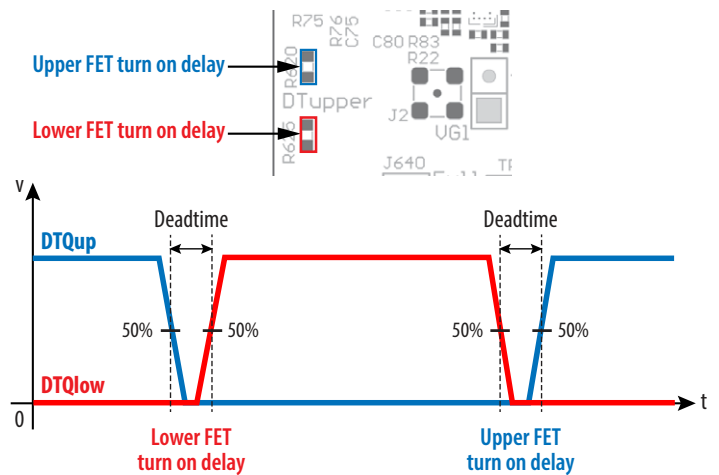 R75
R76
C75
C80 R83
R22
Upper FET turn on delay
R620
DTupper
J2
VG1
Lower FET turn on delay
R625
J640
v
Deadtime
Deadtime
DTQup
50%
50%
50%
50%
DTQlow
0
t
Lower FET
turn on delay
Upper FET
turn on delay